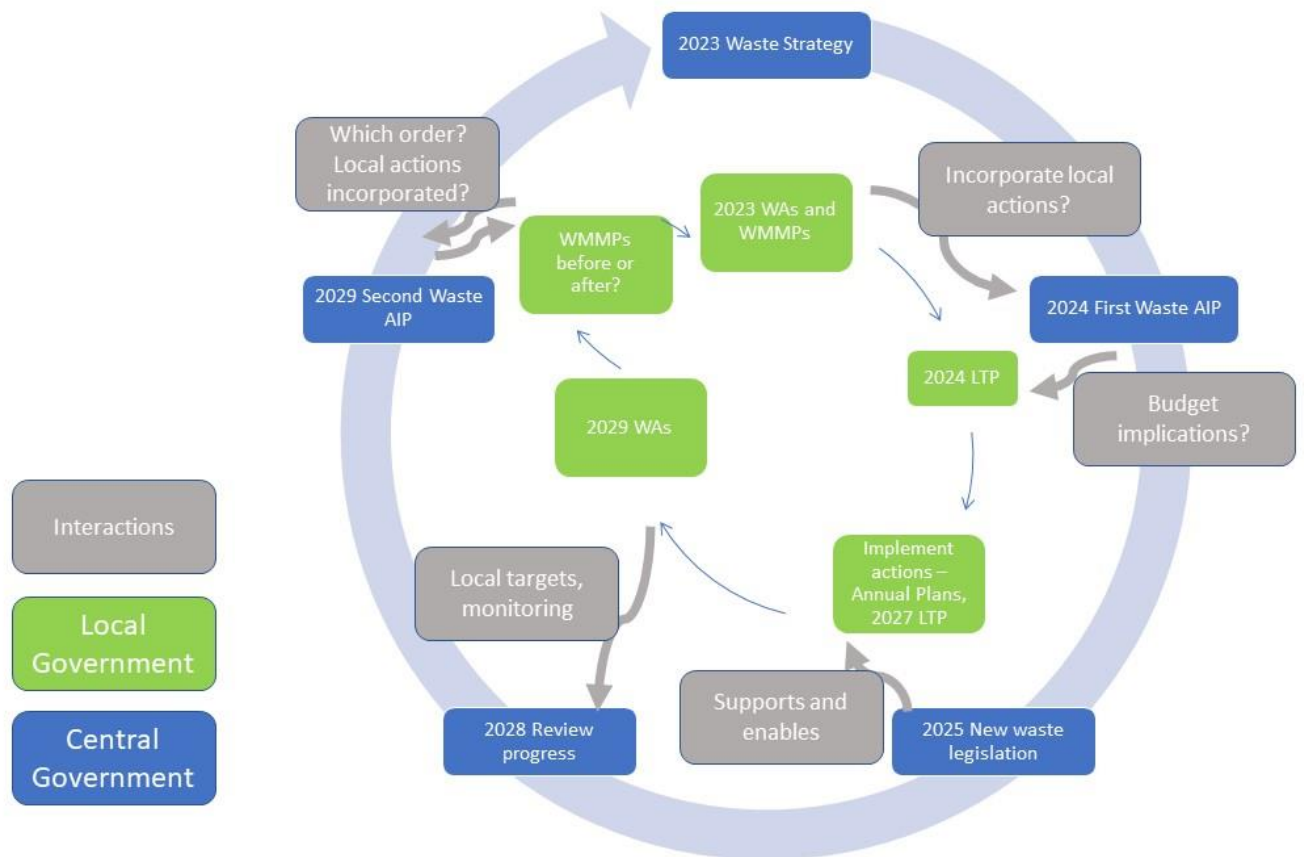 2023 Waste Strategy
Which order?
Local actions
incorporated?
Incorporate local
actions?
2023 WAs and
WMMPs
WMMPs
before or
after?
2029 Second Waste
AIP
2024 First Waste AIP
2024 LTP
Budget
implications?
2029 WAs
Interactions
Local targets,
monitoring
Implement
actions –
Annual Plans,
2027 LTP
Local
Government
Supports and
enables
2028 Review
progress
2025 New waste
legislation
Central
Government